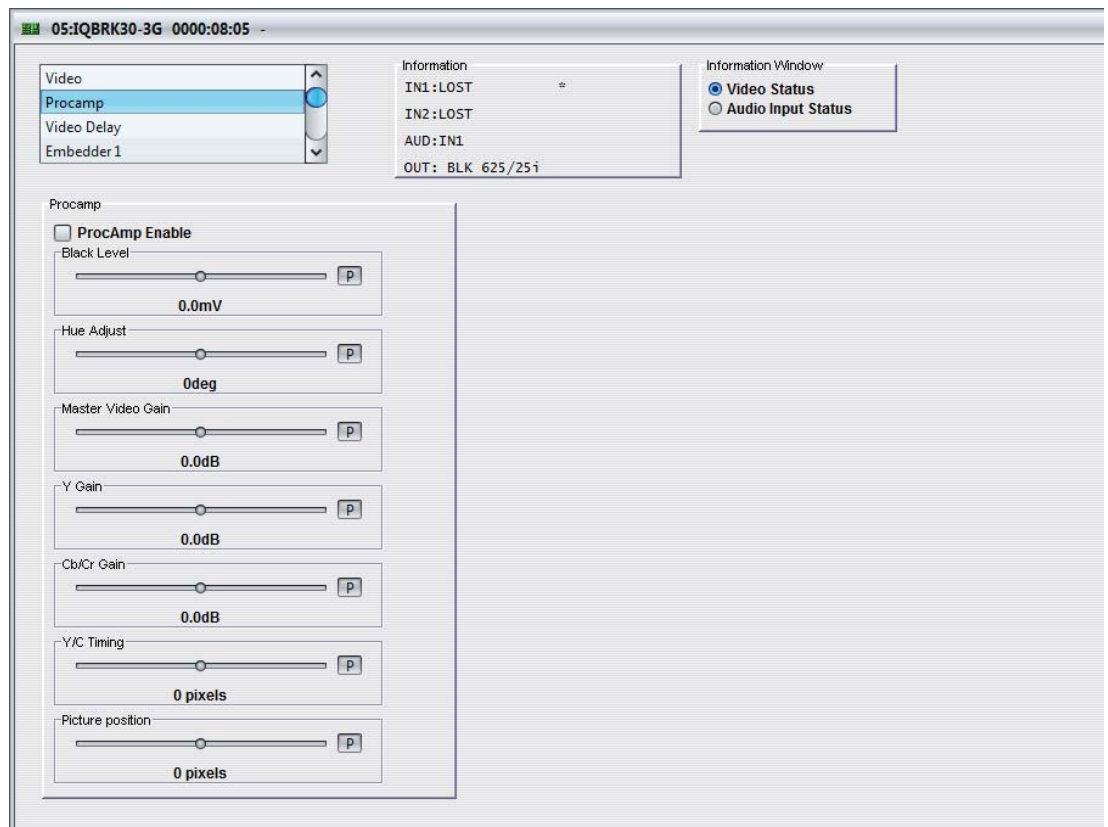 05:IQBRK30-3G 0000:08:05 -
Video
Procamp
Video Delay
Embedder 1
Information
IN1:LOST *
IN2:LOST
AUD:IN1
OUT: BLK 625/25i
Information Window
Video Status
Audio Input Status
Procamp
ProcAmp Enable
Black Level
P
0.0mV
Hue Adjust
P
0deg
Master Video Gain
P
0.0dB
Y Gain
P
0.0dB
Cb/Cr Gain
P
0.0dB
Y/C Timing
P
0 pixels
Picture position
P
0 pixels